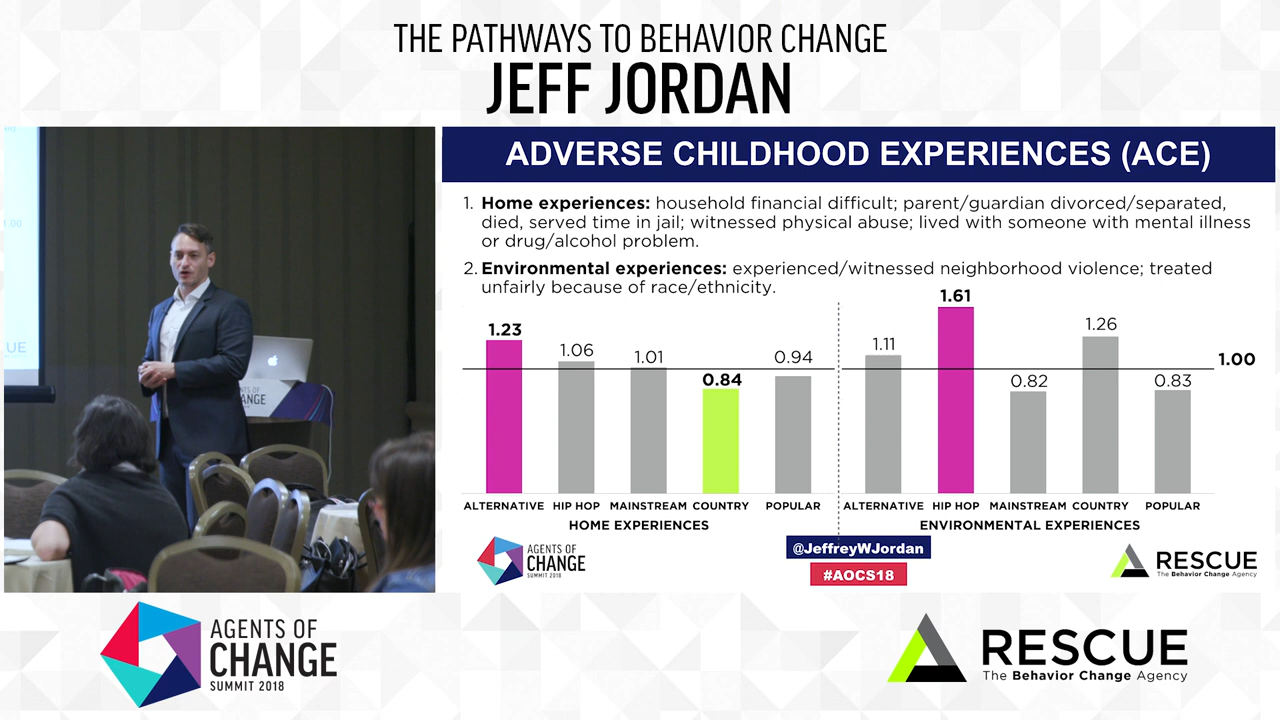 THE PATHWAYS TO BEHAVIOR CHANGE
JEFF JORDAN
ADVERSE CHILDHOOD EXPERIENCES (ACE)
1. Home experiences: household financial difficult; parent/guardian divorced/separated,
died, served time in jail; witnessed physical abuse; lived with someone with mental illness
or drug/alcohol problem.
2. Environmental experiences: experienced/witnessed neighborhood violence; treated
unfairly because of race/ethnicity.
1.23
1.06
1.01
0.84
0.94
1.11
1.61
0.82
1.26
0.83
1.00
ALTERNATIVE HIP HOP MAINSTREAM COUNTRY POPULAR
HOME EXPERIENCES
ALTERNATIVE HIP HOP MAINSTREAM COUNTRY POPULAR
ENVIRONMENTAL EXPERIENCES
AGENTS OF
CHANGE
SUMMIT 2018
@JeffreyWJordan
#AOCS18
RESCUE
The Behavior Change Agency
.00
UE
CHANGE
AGENTS OF
CHANGE
SUMMIT 2018
RESCUE
The Behavior Change Agency